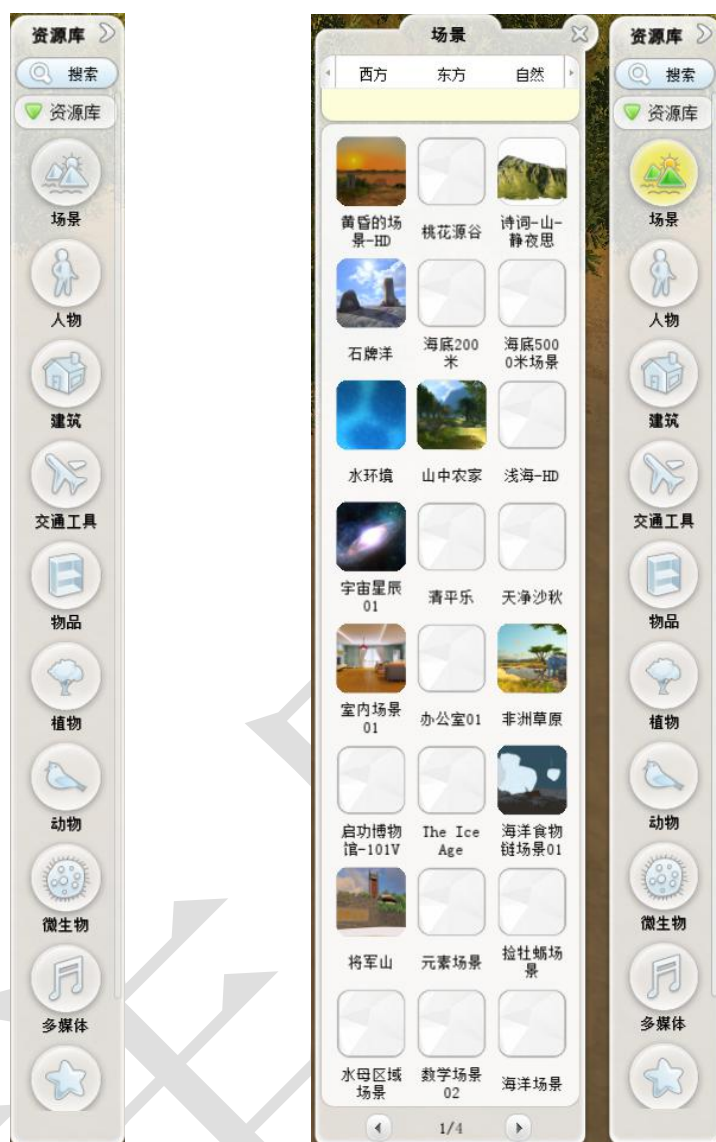 资源库
搜索
资源库
场景
人物
建筑
交通工具
物品
植物
动物
微生物
多媒体
场景
西方 东方 自然
黄昏的场
景-HD
桃花源谷
诗词-山-
静夜思
石牌洋
海底200
米
海底500
0米场景
水环境
山中农家
浅海-HD
宇宙星辰
01
清平乐
天净沙秋
室内场景
01
办公室01
非洲草原
启功博物
馆-101V
The Ice
Age
海洋食物
链场景01
将军山
元素场景
捡牡蛎场
景
水母区域
场景
数学场景
02
海洋场景
1/4
资源库
搜索
资源库
场景
人物
建筑
交通工具
物品
植物
动物
微生物
多媒体